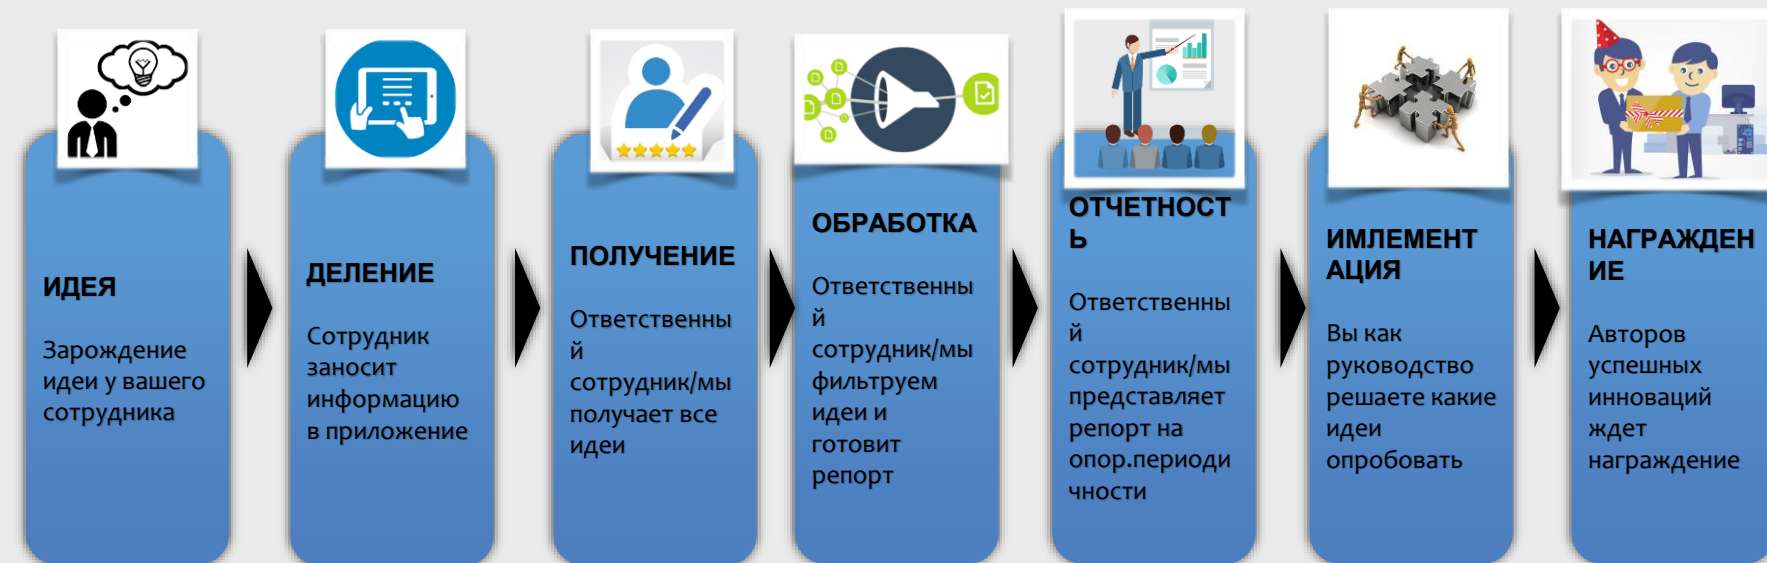 ИДЕЯ
Зарождение
идеи у вашего
сотрудника
ДЕЛЕНИЕ
Сотрудник
заносит
информацию
в приложение
ПОЛУЧЕНИЕ
Ответственны
й
сотрудник/мы
получает все
идеи
ОБРАБОТКА
Ответственны
й
сотрудник/мы
фильтруем
идеи и
готовит
репорт
ОТЧЕТНОСТ
Ь
Ответственны
й
сотрудник/мы
представляет
репорт на
опор.периоди
чности
ИМЛЕМЕНТ
АЦИЯ
Вы как
руководство
решаете какие
идеи
опробовать
НАГРАЖДЕН
ИЕ
Авторов
успешных
инноваций
ждет
награждение